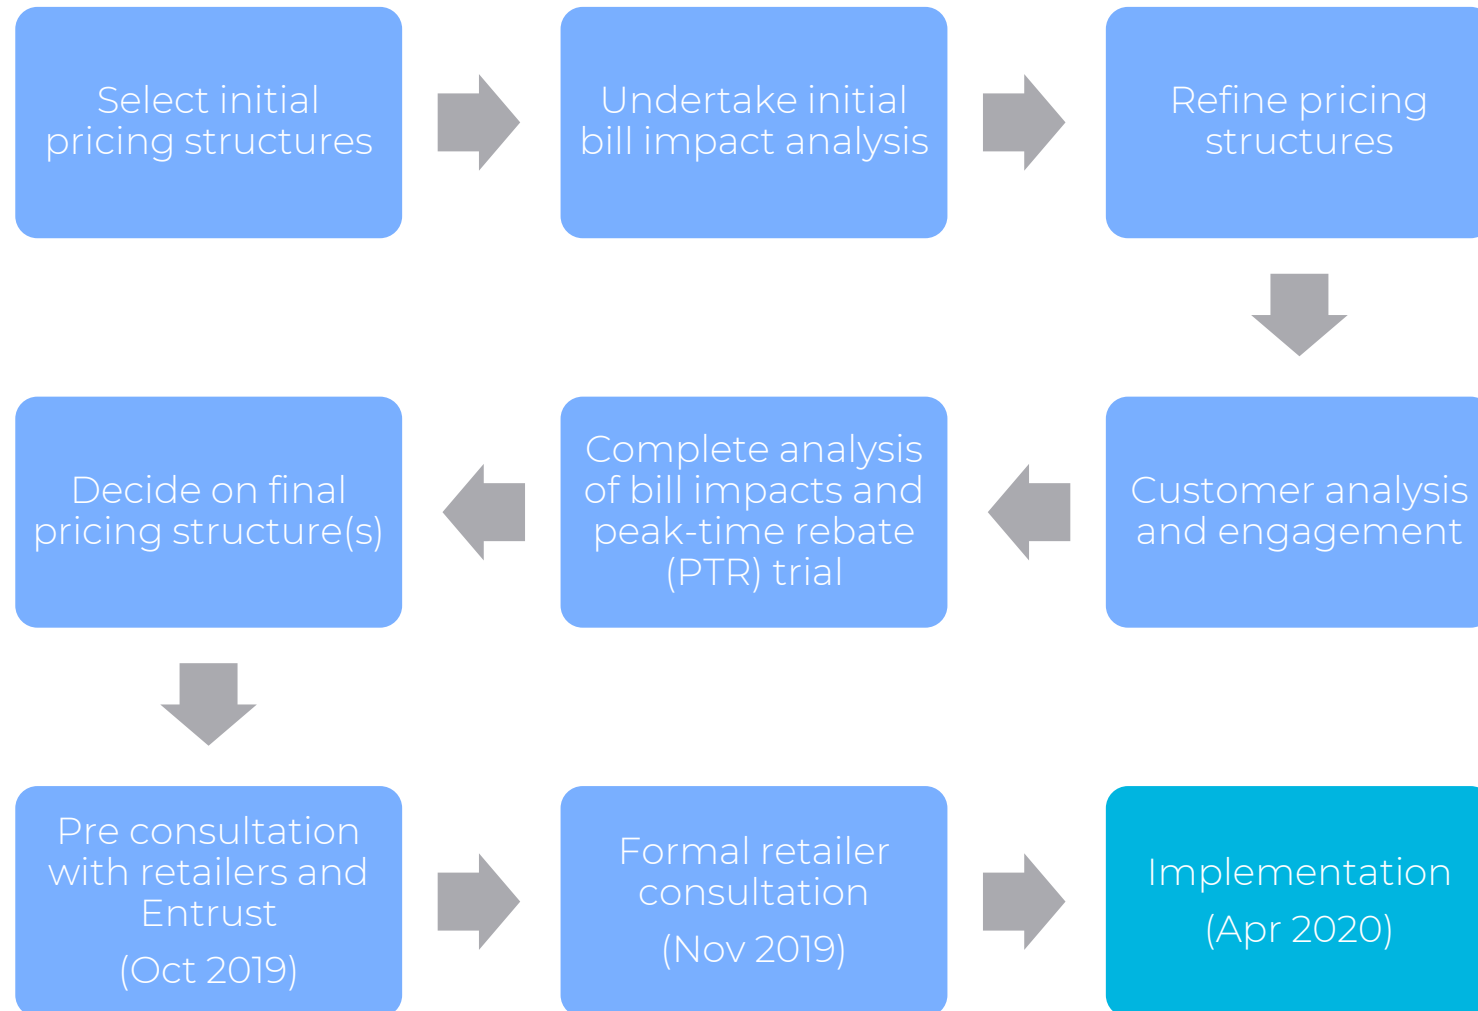 Select initial
pricing structures
Undertake initial
bill impact analysis
Refine pricing
structures
Customer analysis
and engagement
Complete analysis
of bill impacts and
peak-time rebate
(PTR) trial
Decide on final
pricing structure(s)
Pre consultation
with retailers and
Entrust
(Oct 2019)
Formal retailer
consultation
(Nov 2019)
Implementation
(Apr 2020)